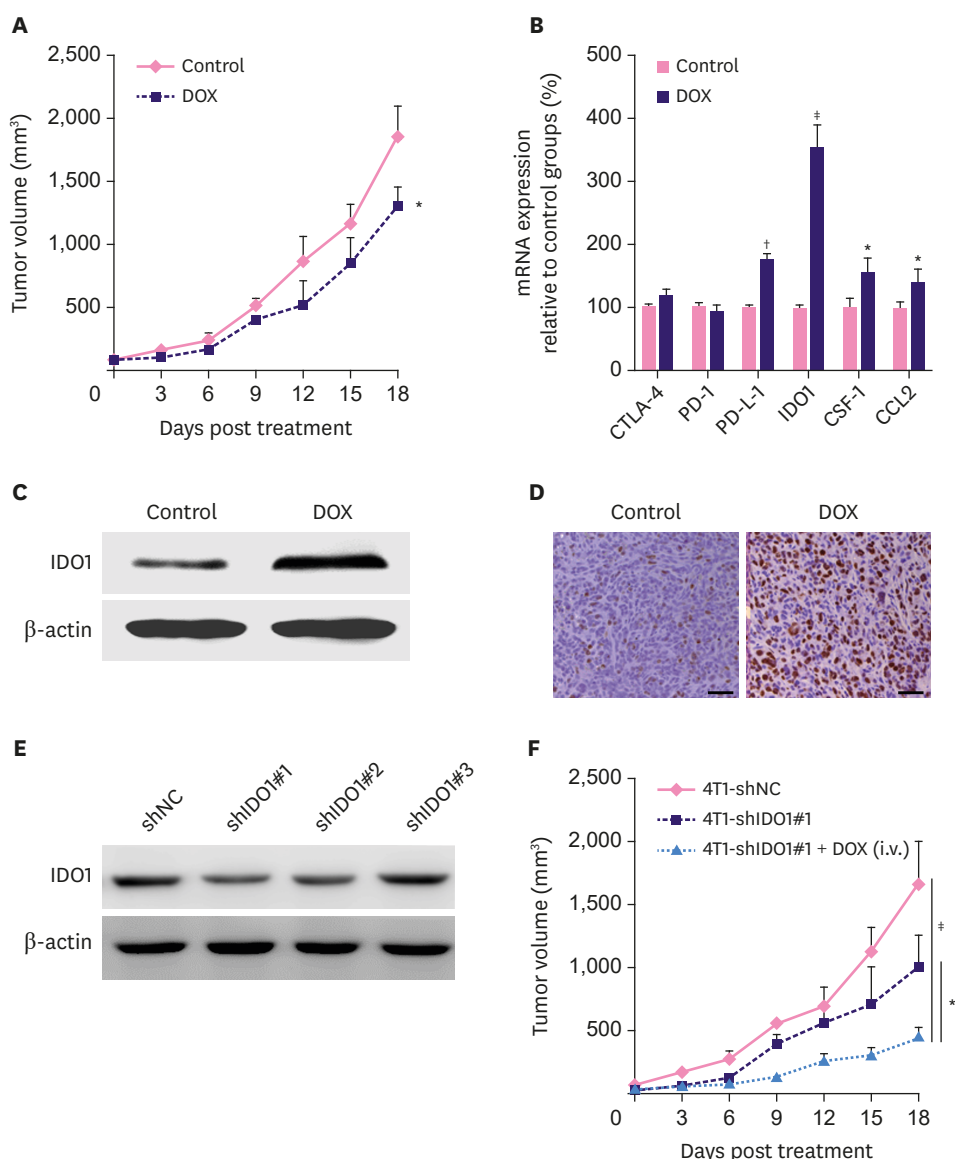 A
Tumor volume (mm³)
2,500
2,000
1,500
1,000
500
0
3
6
9
12
15
18
Days post treatment
Control
DOX
*
B
mRNA expression
relative to control groups (%)
500
400
300
200
100
0
Control
DOX
†
‡
*
*
CTLA-4
PD-1
PD-L-1
IDO1
CSF-1
CCL2
C
Control
DOX
IDO1
β-actin
D
Control
DOX
E
shNC
shIDO1#1
shIDO1#2
shIDO1#3
IDO1
β-actin
F
Tumor volume (mm³)
2,500
2,000
1,500
1,000
500
0
3
6
9
12
15
18
Days post treatment
4T1-shNC
4T1-shIDO1#1
4T1-shIDO1#1 + DOX (i.v.)
‡
*